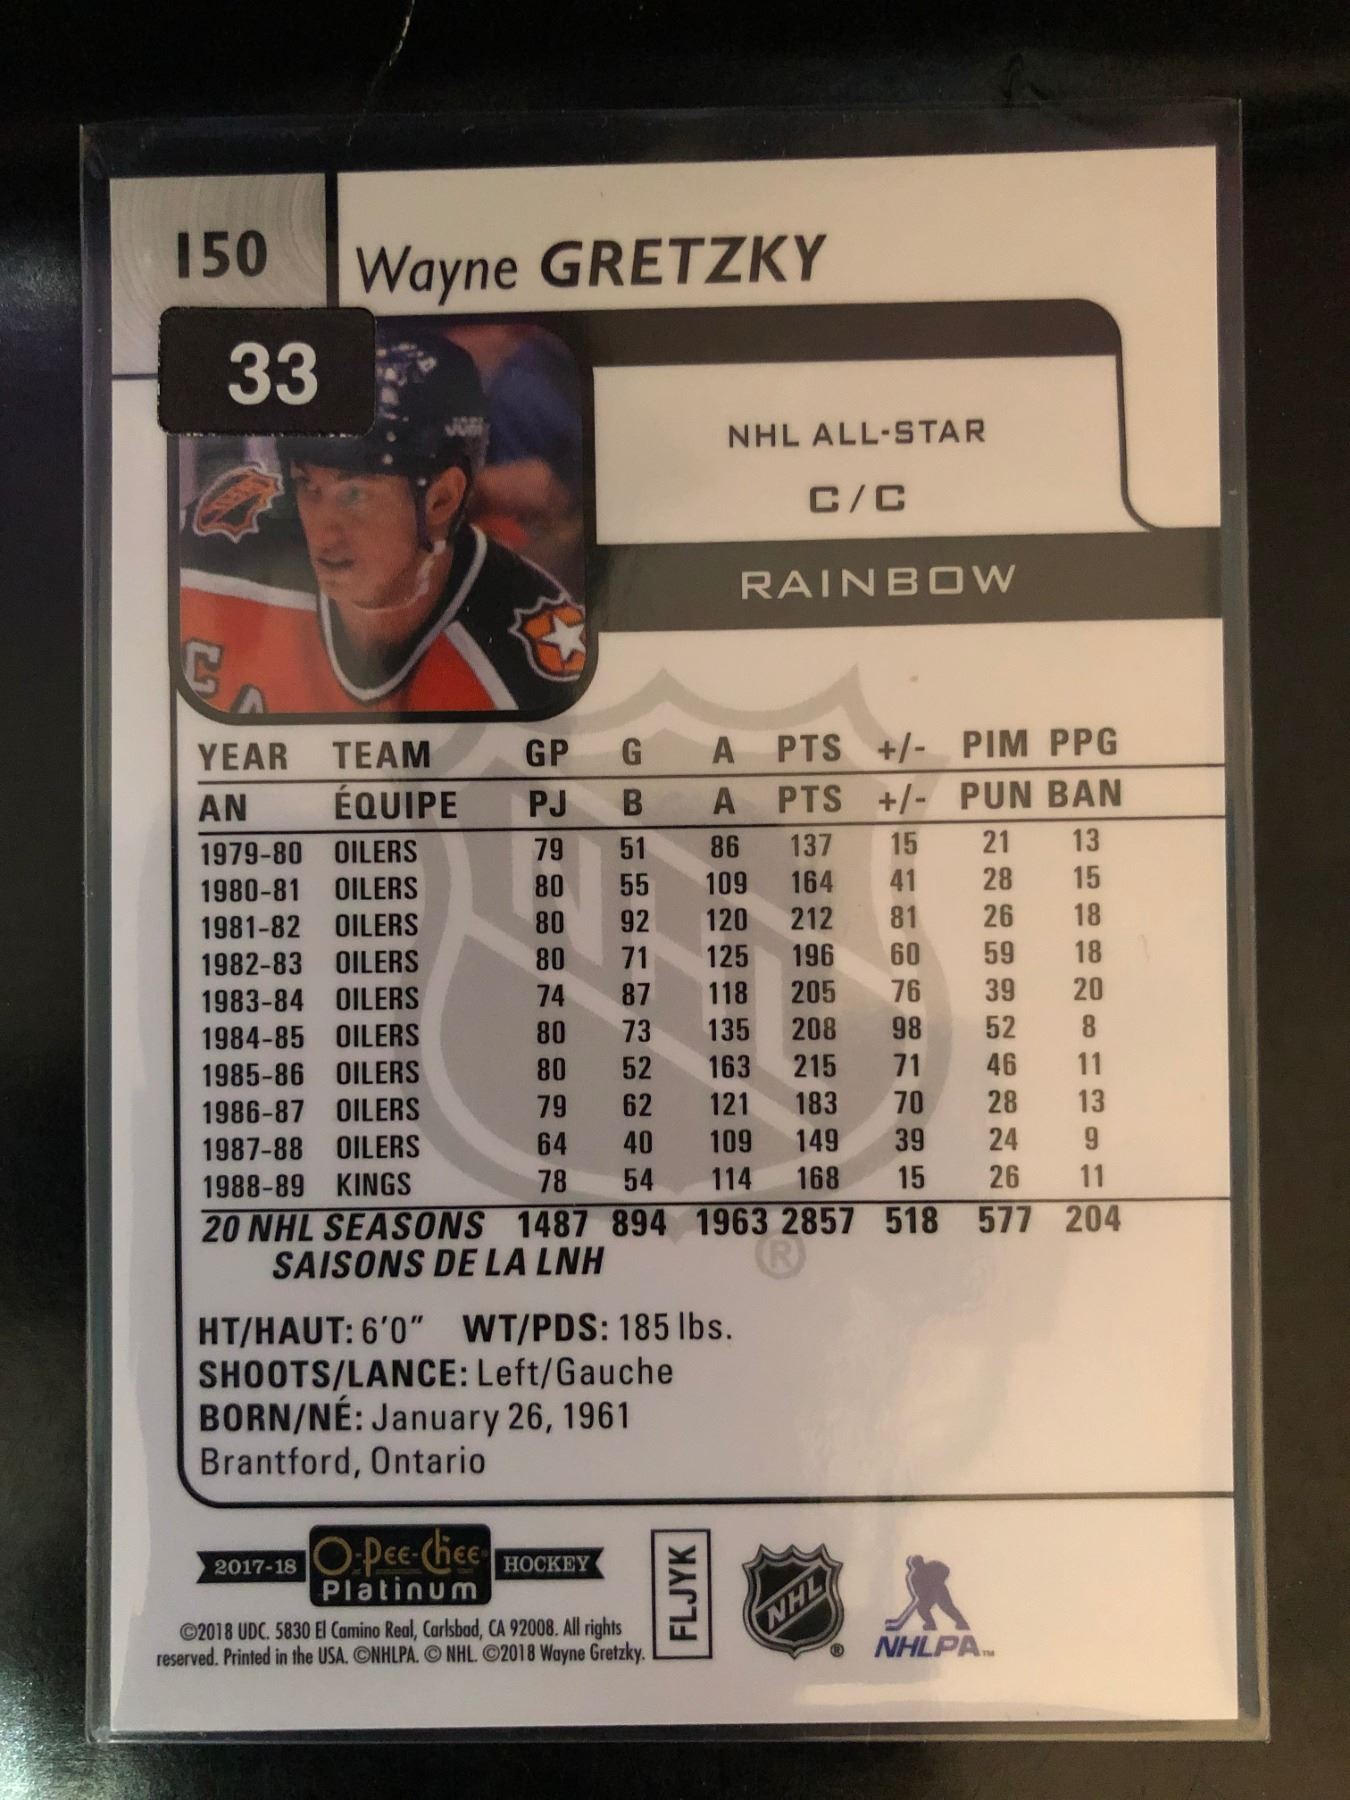 150
Wayne GRETZKY
33
NHL ALL-STAR
C/C
RAINBOW
YEAR TEAM GP G A PTS +/- PIM PPG
AN ÉQUIPE PJ B A PTS +/- PUN BAN
1979-80 OILERS 79 51 86 137 15 21 13
1980-81 OILERS 80 55 109 164 41 28 15
1981-82 OILERS 80 92 120 212 81 26 18
1982-83 OILERS 80 71 125 196 60 59 18
1983-84 OILERS 74 87 118 205 76 39 20
1984-85 OILERS 80 73 135 208 98 52 8
1985-86 OILERS 80 52 163 215 71 46 11
1986-87 OILERS 79 62 121 183 70 28 13
1987-88 OILERS 64 40 109 149 39 24 9
1988-89 KINGS 78 54 114 168 15 26 11
20 NHL SEASONS 1487 894 1963 2857 518 577 204
SAISONS DE LA LNH
®
HT/HAUT: 6'0" WT/PDS: 185 lbs.
SHOOTS/LANCE: Left/Gauche
BORN/NÉ: January 26, 1961
Brantford, Ontario
2017-18 O-Pee-Chee Platinum HOCKEY
FLJYK
NHL ®
NHLPA™
©2018 UDC. 5830 El Camino Real, Carlsbad, CA 92008. All rights
reserved. Printed in the USA. ©NHLPA. © NHL. ©2018 Wayne Gretzky.